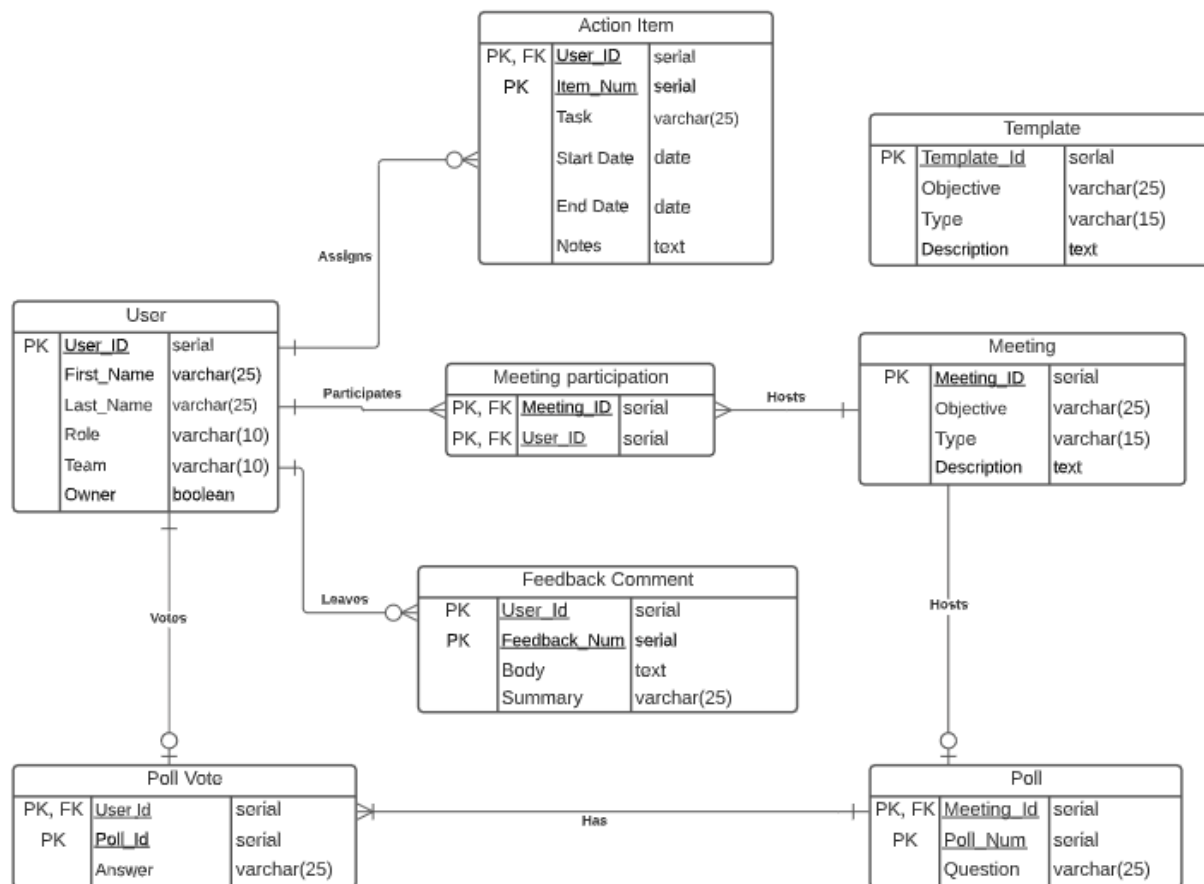 Action Item
PK, FK User_ID serial
PK Item_Num serial
Task varchar(25)
Start Date date
End Date date
Notes text
Template
PK Template_Id serial
Objective varchar(25)
Type varchar(15)
Description text
Assigns
User
PK User_ID serial
First_Name varchar(25)
Last_Name varchar(25)
Role varchar(10)
Team varchar(10)
Owner boolean
Participates
Meeting participation
PK, FK Meeting_ID serial
PK, FK User_ID serial
Hosts
Meeting
PK Meeting_ID serial
Objective varchar(25)
Type varchar(15)
Description text
Leaves
Feedback Comment
PK User_Id serial
PK Feedback_Num serial
Body text
Summary varchar(25)
Votes
Hosts
Poll Vote
PK, FK User_Id serial
PK Poll_Id serial
Answer varchar(25)
Has
Poll
PK, FK Meeting_Id serial
PK Poll_Num serial
Question varchar(25)